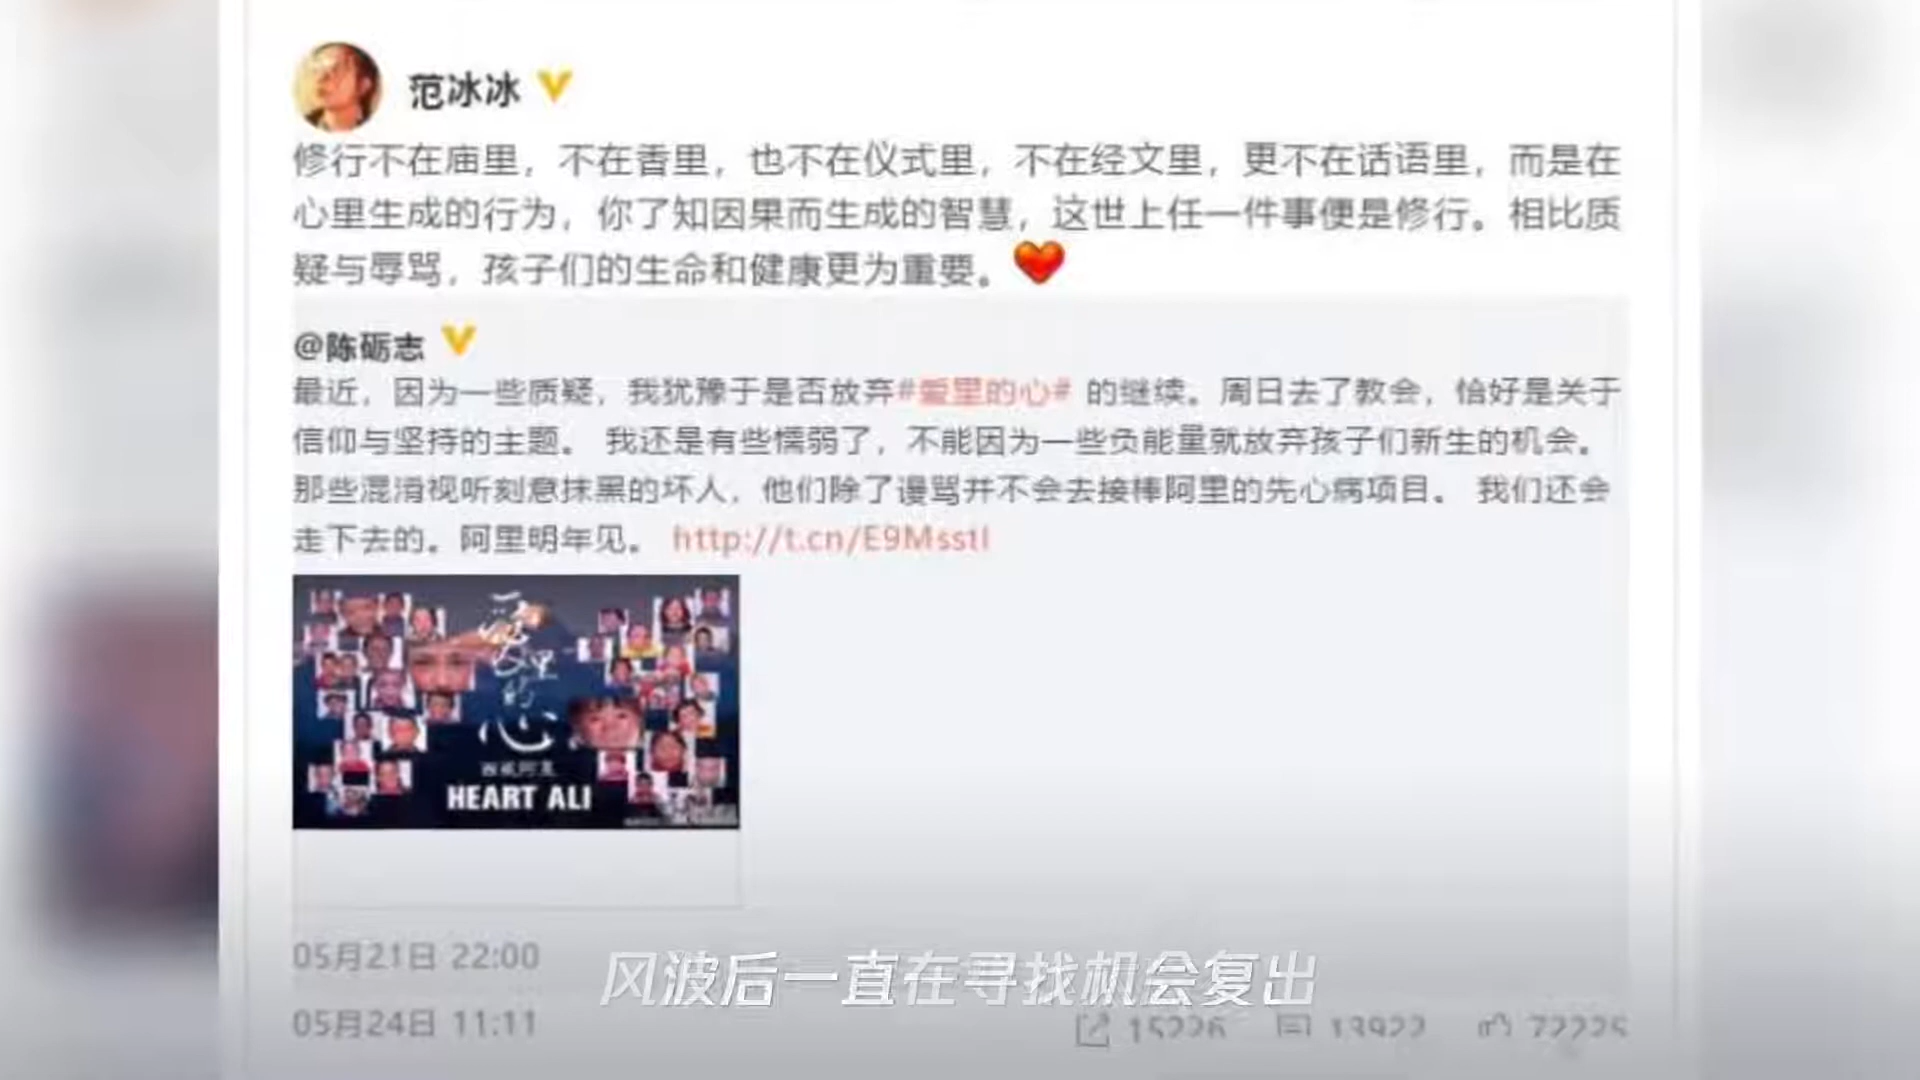 范冰冰
修行不在庙里，不在香里，也不在仪式里，不在经文里，更不在话语里，而是在
心里生成的行为，你了知因果而生成的智慧，这世上任一件事便是修行。相比质
疑与辱骂，孩子们的生命和健康更为重要。
@陈砺志
最近，因为一些质疑，我犹豫于是否放弃#爱里的心# 的继续。周日去了教会，恰好是关于
信仰与坚持的主题。 我还是有些懦弱了，不能因为一些负能量就放弃孩子们新生的机会。
那些混淆视听刻意抹黑的坏人，他们除了谩骂并不会去接棒阿里的先心病项目。 我们还会
走下去的。阿里明年见。 http://t.cn/E9Msstl
爱里的心
西藏阿里
HEART ALI
05月21日 22:00
风波后一直在寻找机会复出
05月24日 11:11
15226 13922 72225